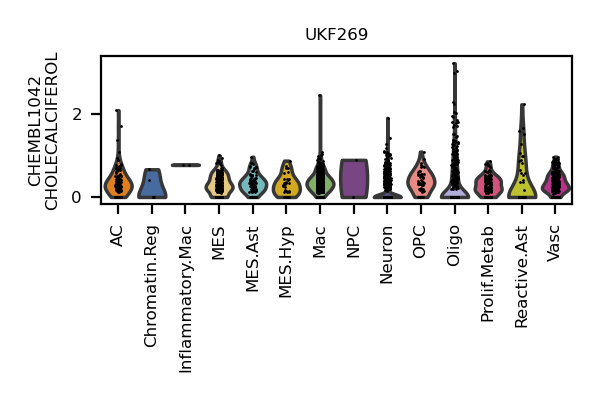 UKF269
CHEMBL1042
CHOLECALCIFEROL
2
0
AC
Chromatin.Reg
Inflammatory.Mac
MES
MES.Ast
MES.Hyp
Mac
NPC
Neuron
OPC
Oligo
Prolif.Metab
Reactive.Ast
Vasc